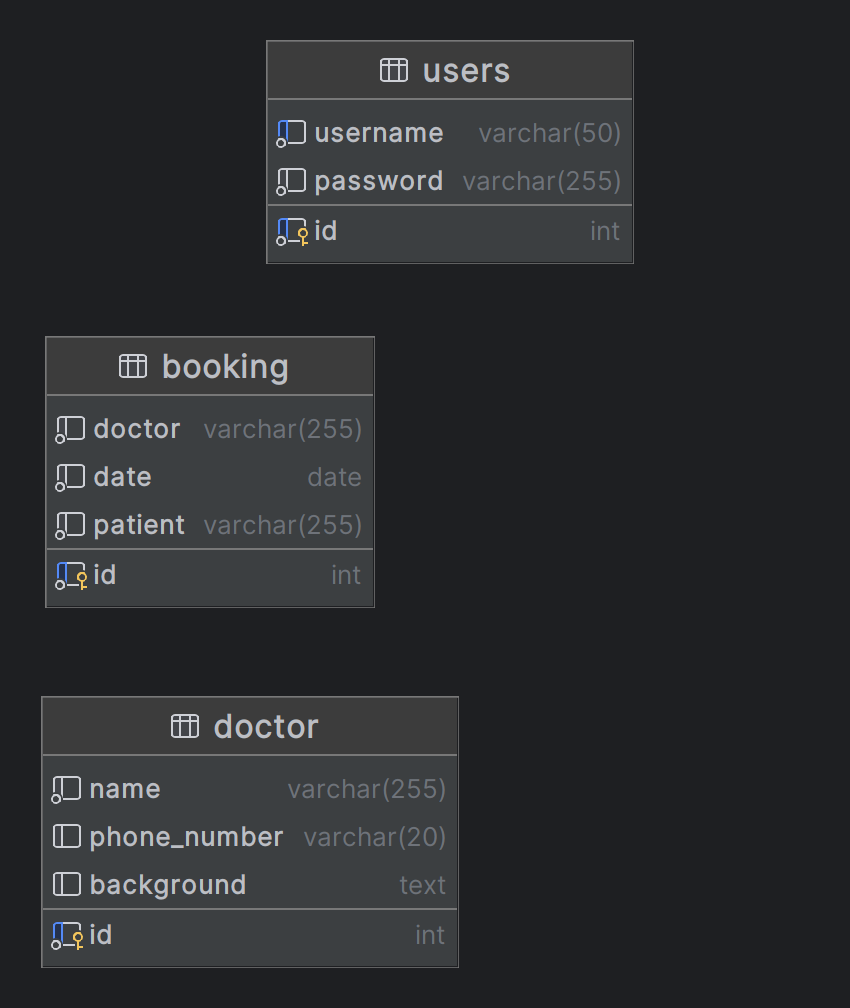 users
username varchar(50)
password varchar(255)
id int
booking
doctor varchar(255)
date date
patient varchar(255)
id int
doctor
name varchar(255)
phone_number varchar(20)
background text
id int